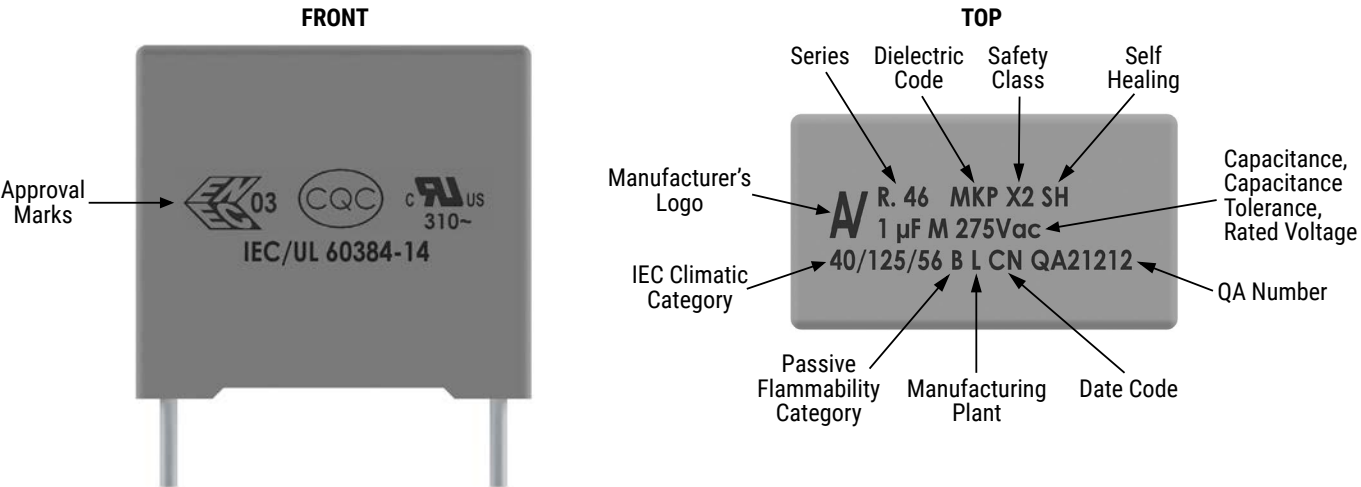 FRONT
Approval
Marks
ENEC 03
CQC
C RU US
310~
IEC/UL 60384-14
TOP
Series
Dielectric
Code
Safety
Class
Self
Healing
Manufacturer's
Logo
R. 46 MKP X2 SH
1 µF M 275Vac
40/125/56 B L CN QA21212
Capacitance,
Capacitance
Tolerance,
Rated Voltage
IEC Climatic
Category
QA Number
Passive
Flammability
Category
Manufacturing
Plant
Date Code